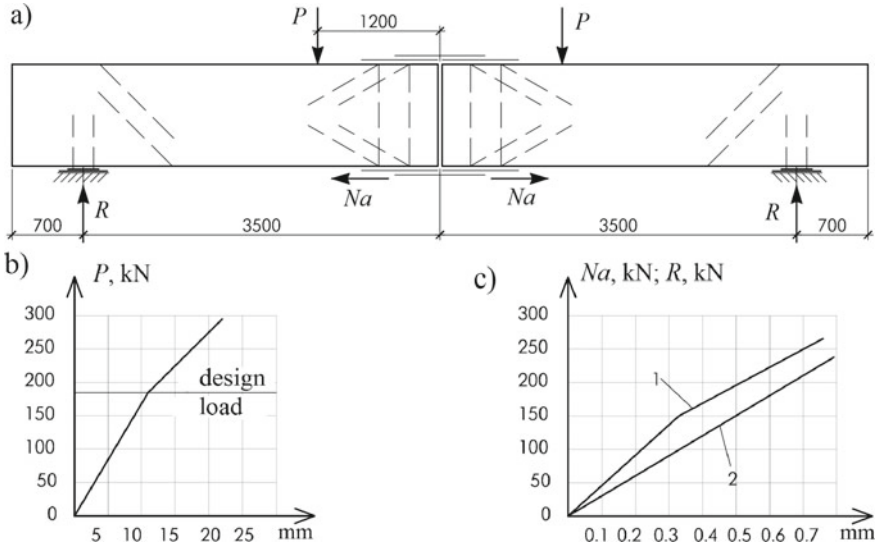 a)
P
1200
P
Na
Na
R
R
700
3500
3500
700
b)
P, kN
300
250
200
150
100
50
0
design
load
5
10
15
20
25
mm
c)
Na, kN; R, kN
300
250
200
150
100
50
0
1
2
0.1
0.2
0.3
0.4
0.5
0.6
0.7
mm